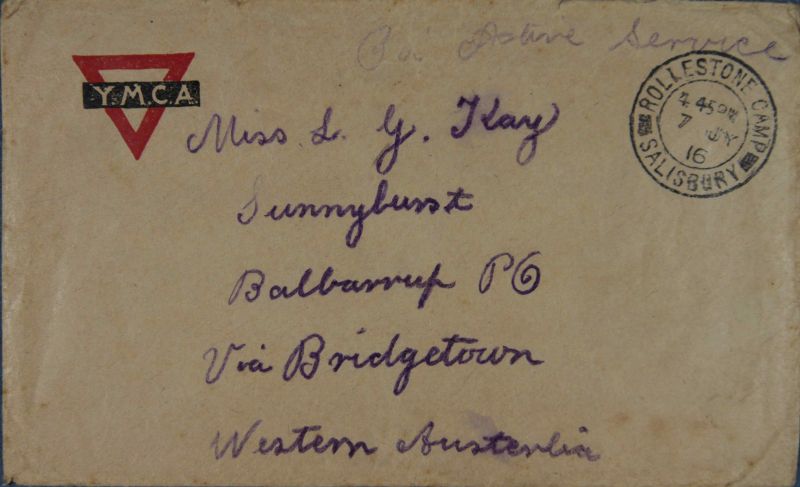 On Active Service
Y.M.C.A.
ROLLESTONE CAMP
4 45 PM
7 JY
16
SALISBURY
Miss L. G. Kay
Sunnyburst
Balbarrup PO
Via Bridgetown
Western Austerlia